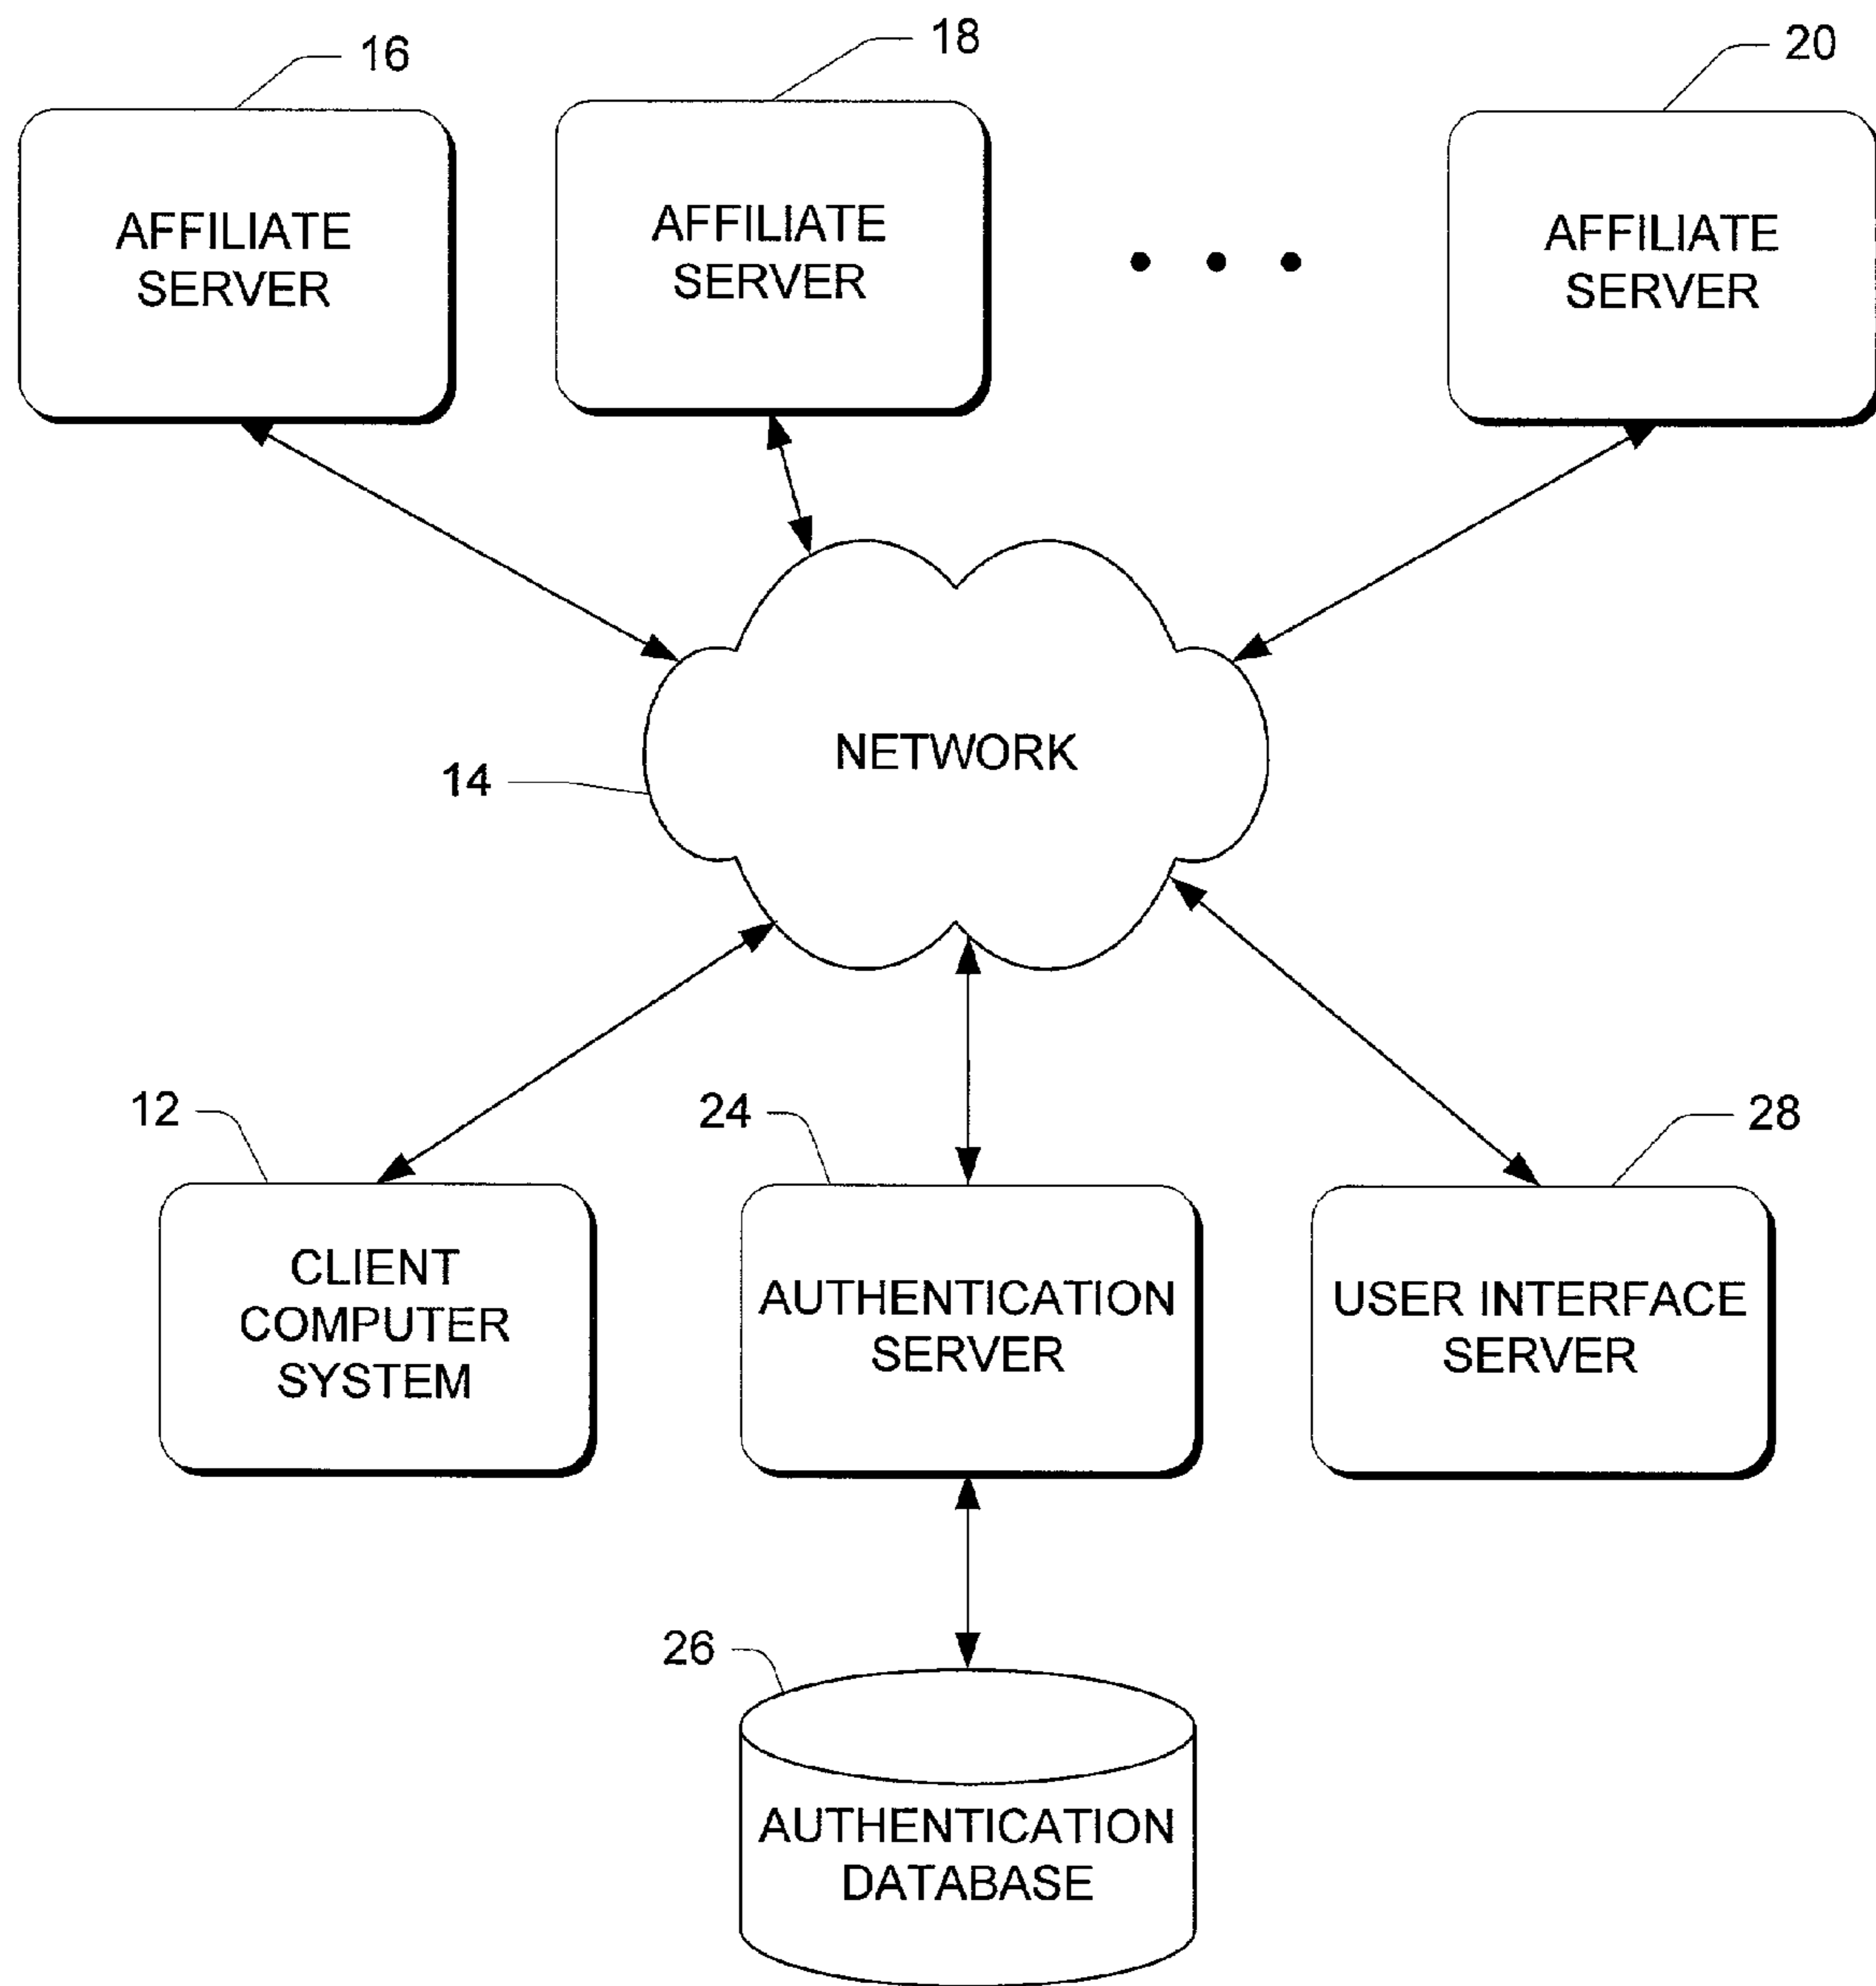 16
18
20
AFFILIATE
SERVER
AFFILIATE
SERVER
AFFILIATE
SERVER
NETWORK
14
12
24
28
CLIENT
COMPUTER
SYSTEM
AUTHENTICATION
SERVER
USER INTERFACE
SERVER
26
AUTHENTICATION
DATABASE